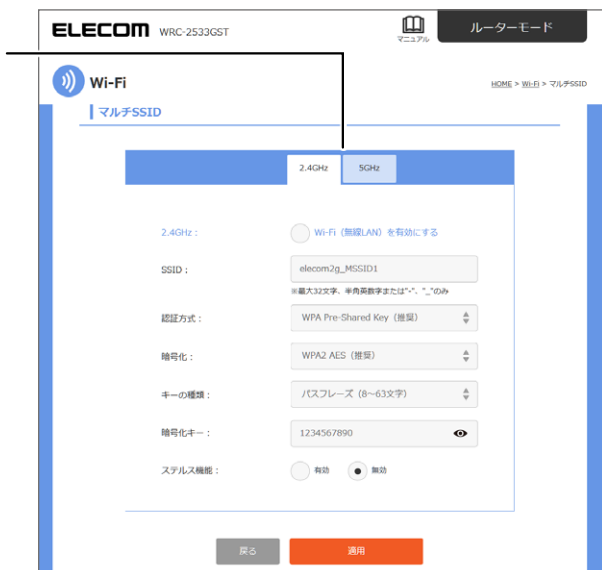 ELECOM WRC-2533GST
マニュアル
ルーターモード
Wi-Fi
HOME > Wi-Fi > マルチSSID
マルチSSID
2.4GHz 5GHz
2.4GHz : Wi-Fi（無線LAN）を有効にする
SSID : elecom2g_MSSID1
※最大32文字、半角英数字または"-"、"_"のみ
認証方式 : WPA Pre-Shared Key（推奨）
暗号化 : WPA2 AES（推奨）
キーの種類 : パスフレーズ（8～63文字）
暗号化キー : 1234567890
ステルス機能 : 有効 無効
戻る 適用